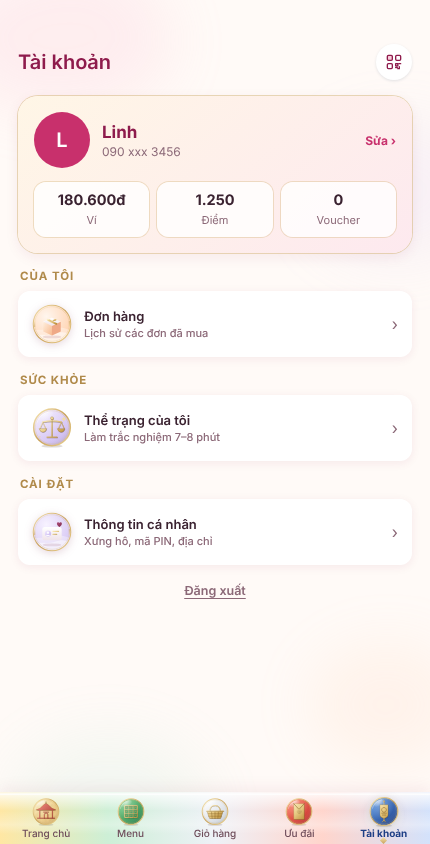 Tài khoản
L
Linh
090 xxx 3456
Sửa ›
180.600đ
Ví
1.250
Điểm
0
Voucher
CỦA TÔI
Đơn hàng
Lịch sử các đơn đã mua
›
SỨC KHỎE
Thể trạng của tôi
Làm trắc nghiệm 7–8 phút
›
CÀI ĐẶT
Thông tin cá nhân
Xưng hô, mã PIN, địa chỉ
›
Đăng xuất
Trang chủ
Menu
Giỏ hàng
Ưu đãi
Tài khoản